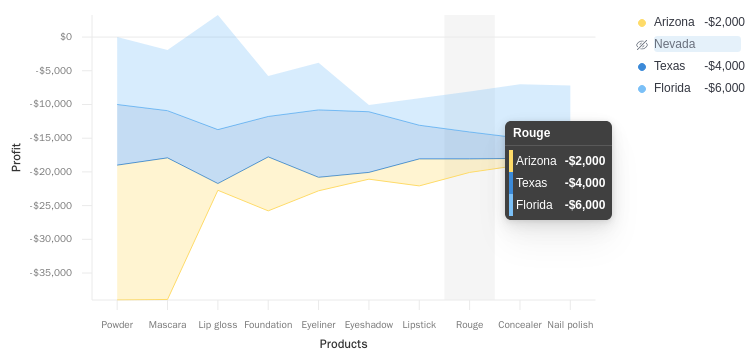 Arizona -$2,000
Nevada
Texas -$4,000
Florida -$6,000
$0
-$5,000
-$10,000
-$15,000
-$20,000
-$25,000
-$30,000
-$35,000
Profit
Rouge
Arizona -$2,000
Texas -$4,000
Florida -$6,000
Powder Mascara Lip gloss Foundation Eyeliner Eyeshadow Lipstick Rouge Concealer Nail polish
Products